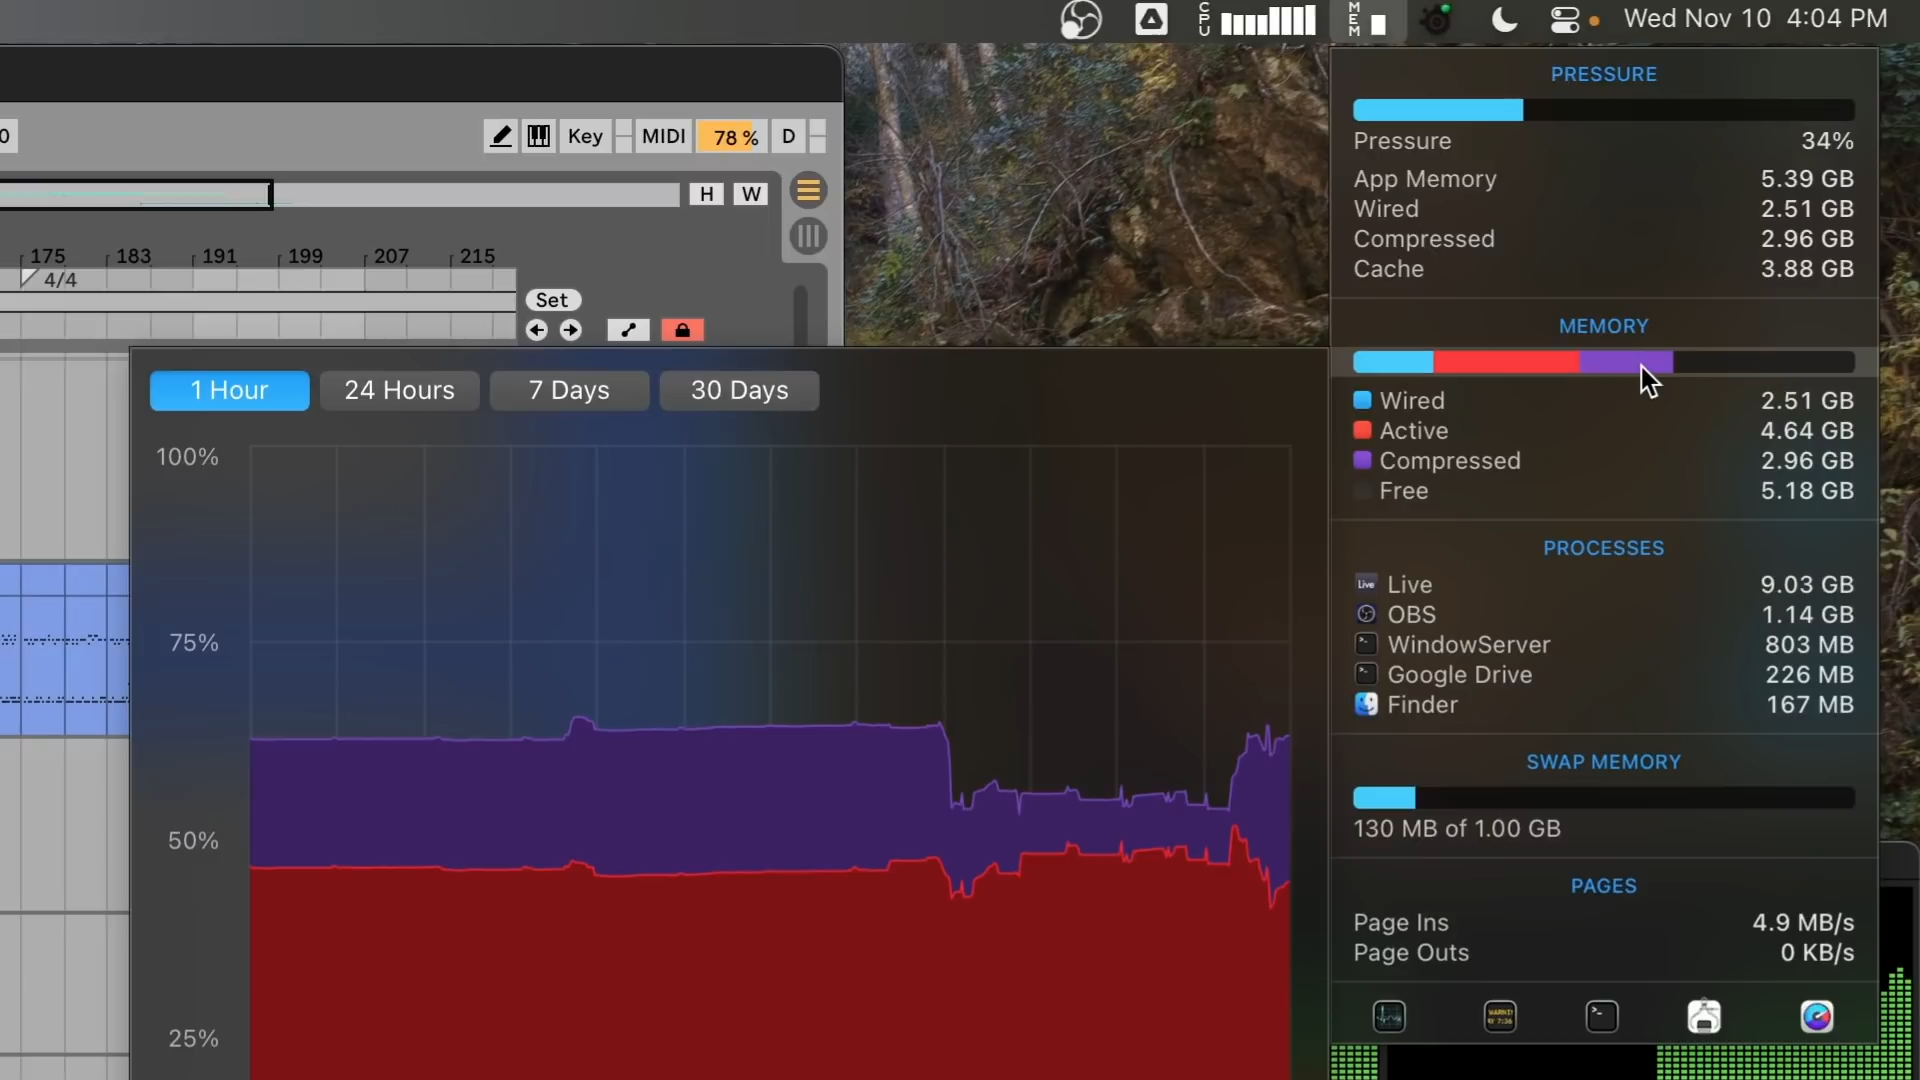 CPU
MEM
Wed Nov 10 4:04 PM
0
Key
MIDI
78 %
D
H
W
175
183
191
199
207
215
4/4
Set
1 Hour
24 Hours
7 Days
30 Days
100%
75%
50%
25%
PRESSURE
Pressure 34%
App Memory 5.39 GB
Wired 2.51 GB
Compressed 2.96 GB
Cache 3.88 GB
MEMORY
Wired 2.51 GB
Active 4.64 GB
Compressed 2.96 GB
Free 5.18 GB
PROCESSES
Live Live 9.03 GB
OBS 1.14 GB
WindowServer 803 MB
Google Drive 226 MB
Finder 167 MB
SWAP MEMORY
130 MB of 1.00 GB
PAGES
Page Ins 4.9 MB/s
Page Outs 0 KB/s